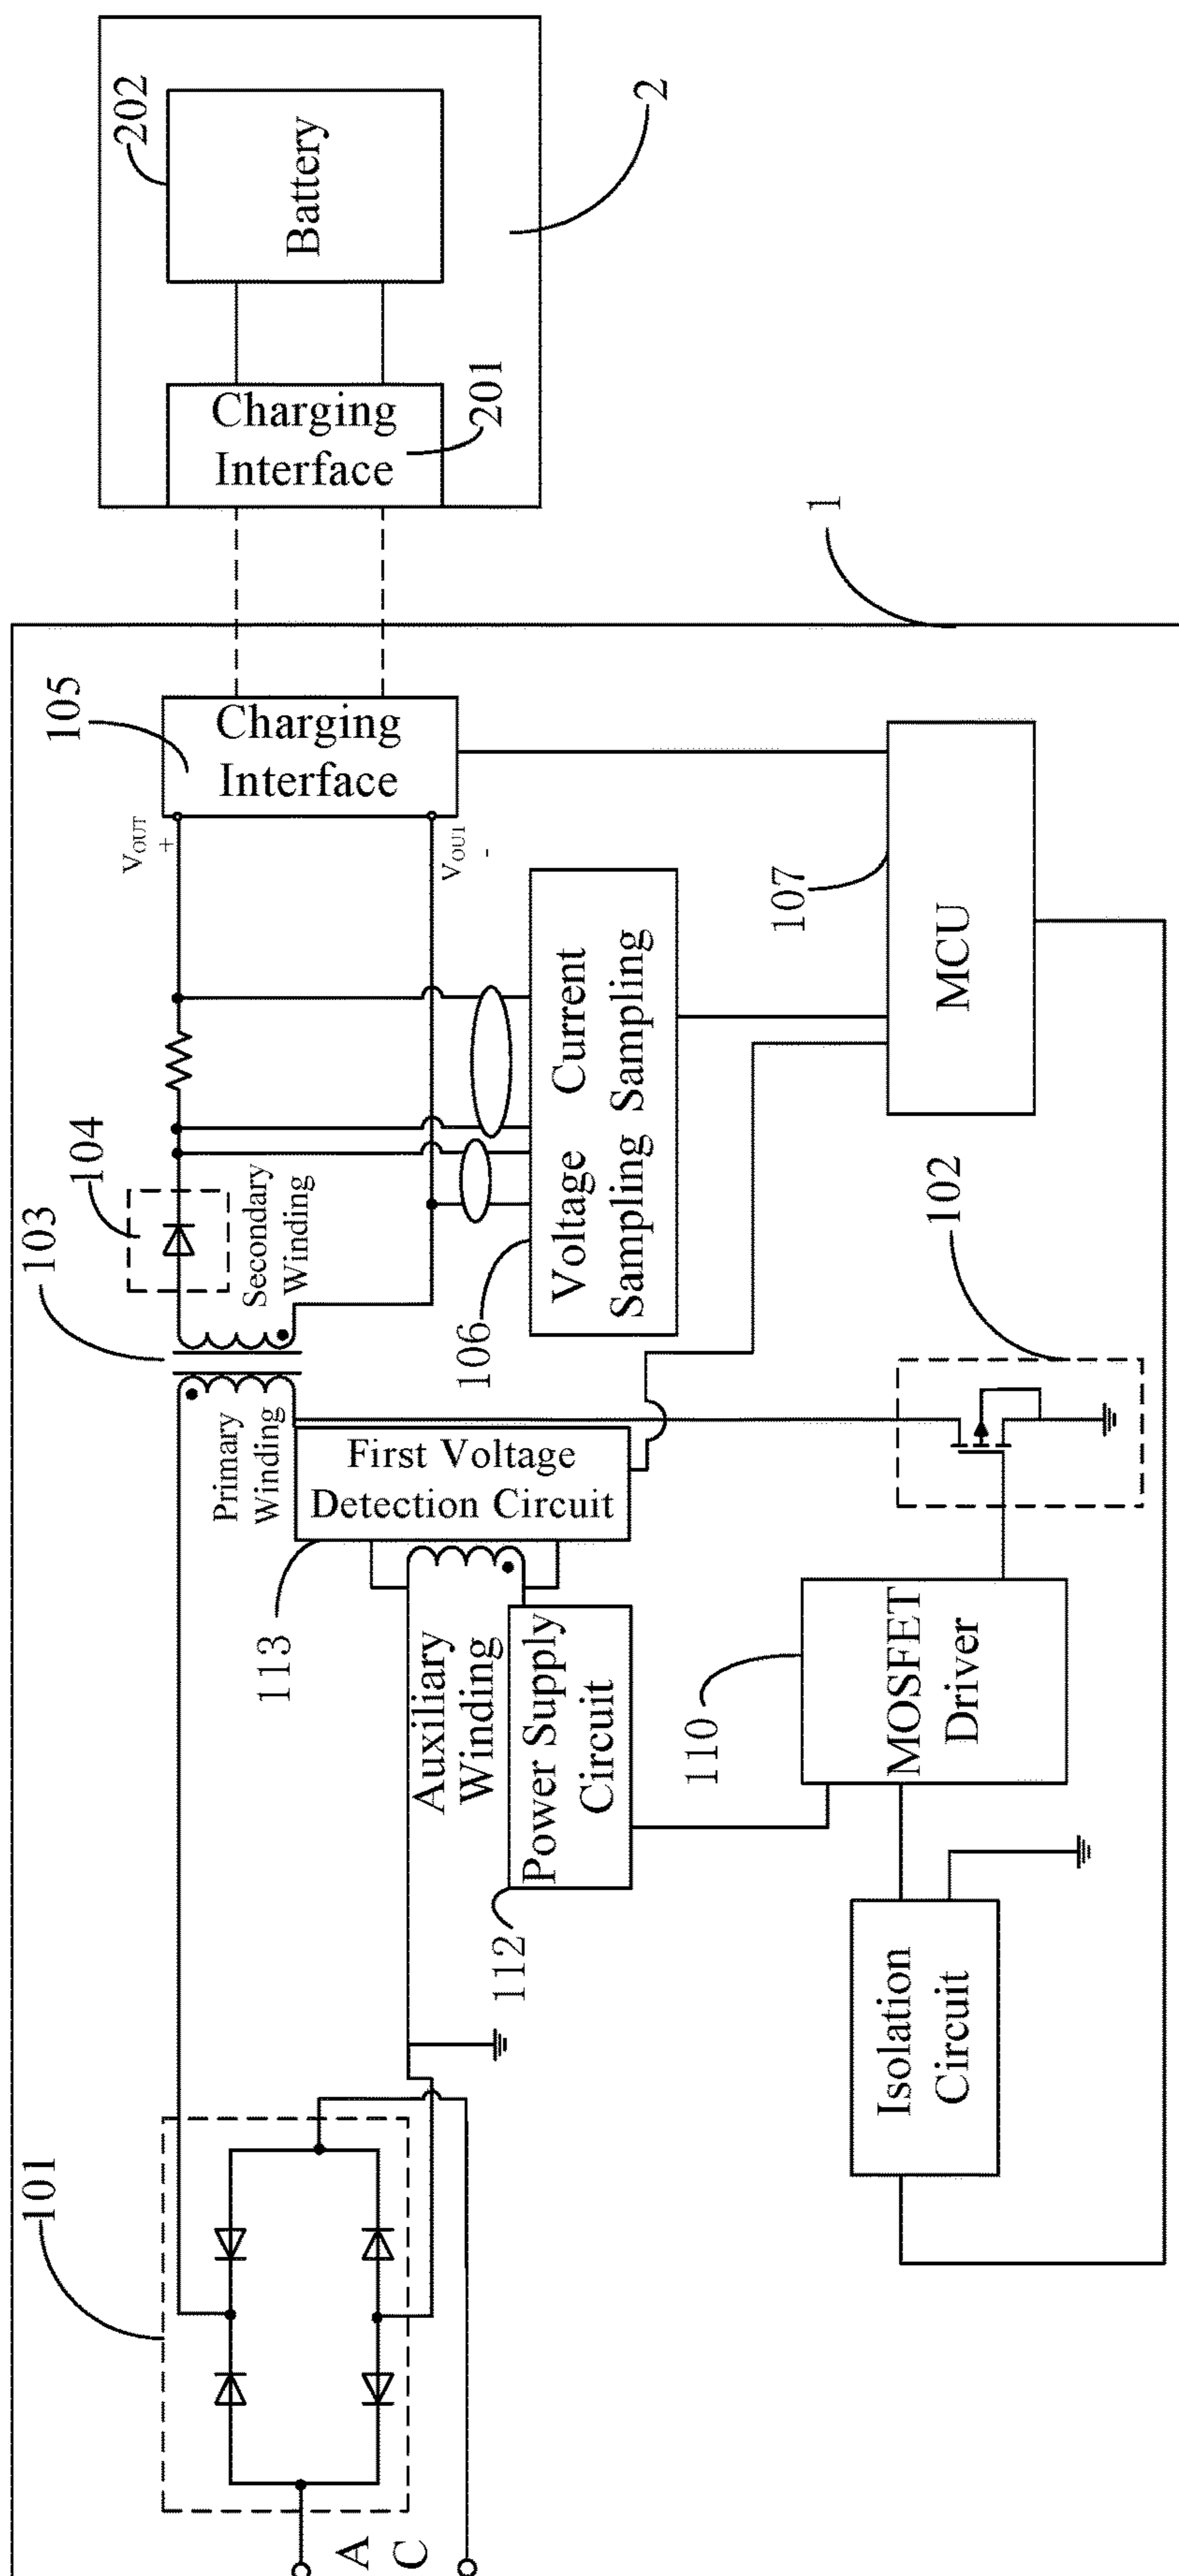 202
Battery
2
Charging
Interface
201
1
105
Charging
Interface
VOUT
+
VOUT
-
107
MCU
Current
Sampling
Voltage
Sampling
106
104
103
Secondary
Winding
Primary
Winding
102
First Voltage
Detection Circuit
113
Auxiliary
Winding
Power Supply
Circuit
112
110
MOSFET
Driver
Isolation
Circuit
101
A
C